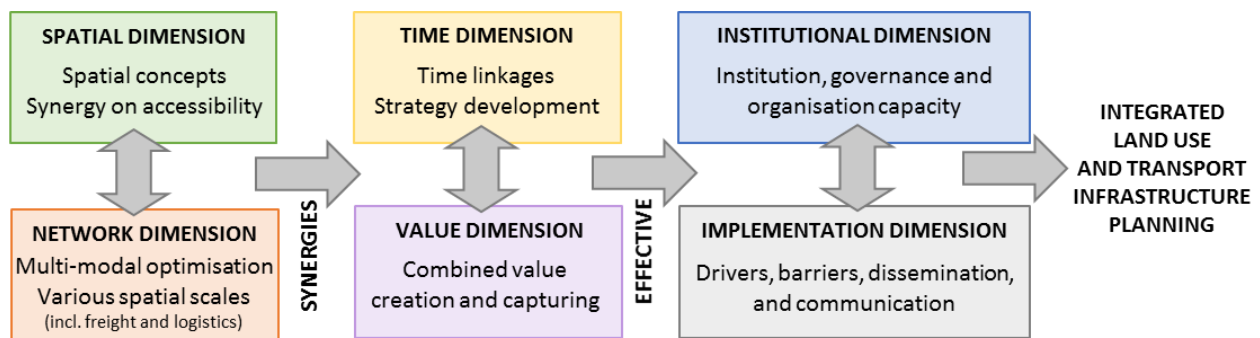 SPATIAL DIMENSION
Spatial concepts
Synergy on accessibility
NETWORK DIMENSION
Multi-modal optimisation
Various spatial scales
(incl. freight and logistics)
SYNERGIES
TIME DIMENSION
Time linkages
Strategy development
VALUE DIMENSION
Combined value
creation and capturing
EFFECTIVE
INSTITUTIONAL DIMENSION
Institution, governance and
organisation capacity
IMPLEMENTATION DIMENSION
Drivers, barriers, dissemination,
and communication
INTEGRATED
LAND USE
AND TRANSPORT
INFRASTRUCTURE
PLANNING